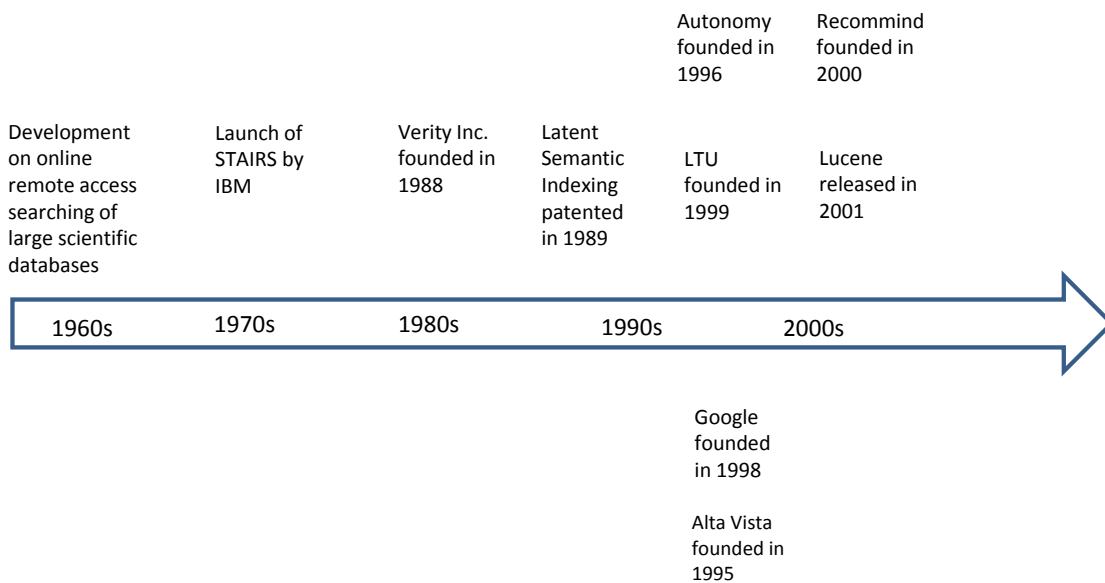 Autonomy
founded in
1996
Recommind
founded in
2000
Development
on online
remote access
searching of
large scientific
databases
Launch of
STAIRS by
IBM
Verity Inc.
founded in
1988
Latent
Semantic
Indexing
patented
in 1989
LTU
founded in
1999
Lucene
released in
2001
1960s
1970s
1980s
1990s
2000s
Google
founded
in 1998
Alta Vista
founded in
1995